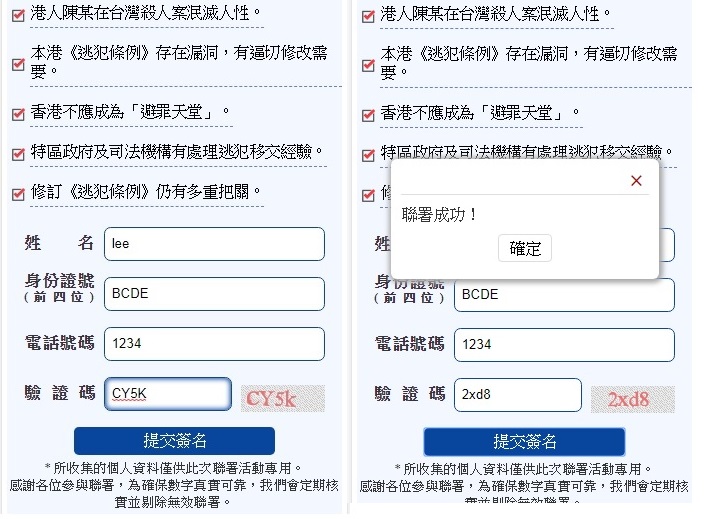 港人陳某在台灣殺人案泯滅人性。
本港《逃犯條例》存在漏洞，有逼切修改需
要。
香港不應成為「避罪天堂」。
特區政府及司法機構有處理逃犯移交經驗。
修訂《逃犯條例》仍有多重把關。
姓 名 lee
身份證號
(前四位) BCDE
電話號碼 1234
驗證碼 CY5K CY5k
提交簽名
*所收集的個人資料僅供此次聯署活動專用。
感謝各位參與聯署，為確保數字真實可靠，我們會定期核
實並剔除無效聯署。
港人陳某在台灣殺人案泯滅人性。
本港《逃犯條例》存在漏洞，有逼切修改需
要。
香港不應成為「避罪天堂」。
特區政府及司法機構有處理逃犯移交經驗。
聯署成功！
確定
姓
身份證號
(前四位) BCDE
電話號碼 1234
驗證碼 2xd8 2xd8
提交簽名
*所收集的個人資料僅供此次聯署活動專用。
感謝各位參與聯署，為確保數字真實可靠，我們會定期核
實並剔除無效聯署。